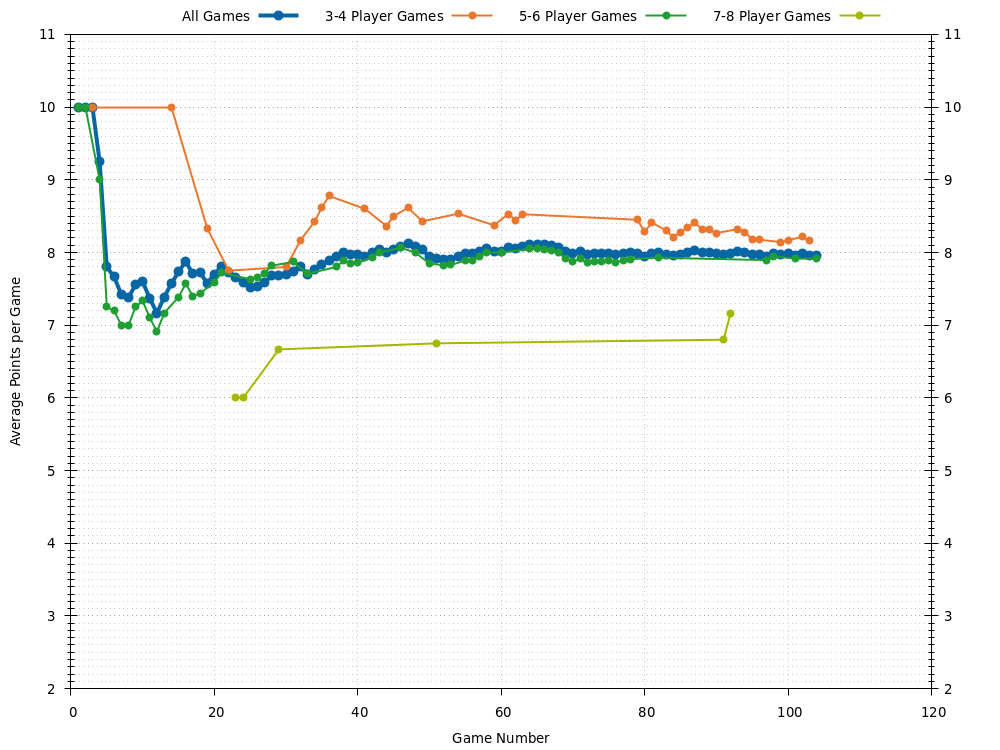 All Games 3-4 Player Games 5-6 Player Games 7-8 Player Games
11 11
10 10
9 9
8 8
7 7
6 6
5 5
4 4
3 3
2 2
Average Points per Game
0 20 40 60 80 100 120
Game Number